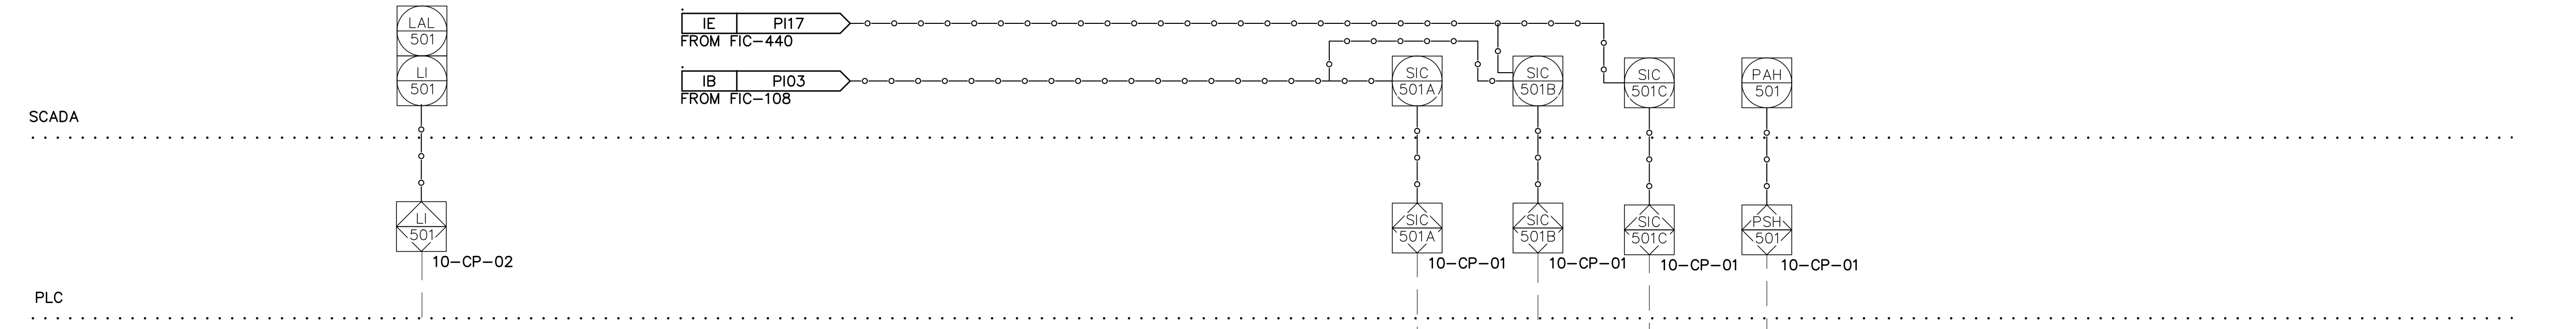 LAL
501
LI
501
IE PI17
FROM FIC-440
IB PI03
FROM FIC-108
SIC
501A
SIC
501B
SIC
501C
PAH
501
SCADA
LI
501
10-CP-02
SIC
501A
10-CP-01
SIC
501B
10-CP-01
SIC
501C
10-CP-01
PSH
501
10-CP-01
PLC